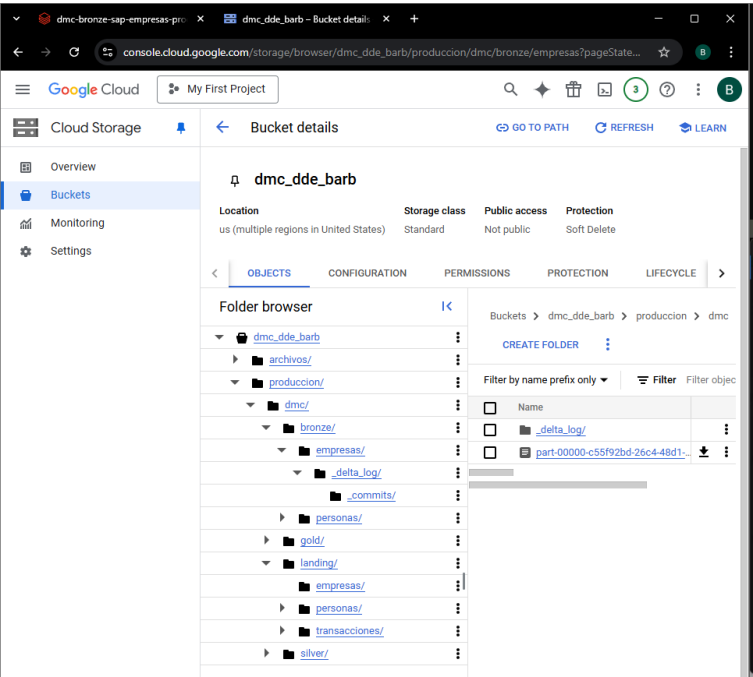 dmc-bronze-sap-empresas-pro
dmc_dde_barb – Bucket details
console.cloud.google.com/storage/browser/dmc_dde_barb/produccion/dmc/bronze/empresas?pageState...
B
Google Cloud
My First Project
3
B
Cloud Storage
Bucket details
GO TO PATH
REFRESH
LEARN
Overview
Buckets
Monitoring
Settings
dmc_dde_barb
Location Storage class Public access Protection
us (multiple regions in United States) Standard Not public Soft Delete
OBJECTS CONFIGURATION PERMISSIONS PROTECTION LIFECYCLE
Folder browser
dmc_dde_barb
archivos/
produccion/
dmc/
bronze/
empresas/
_delta_log/
_commits/
personas/
gold/
landing/
empresas/
personas/
transacciones/
silver/
Buckets > dmc_dde_barb > produccion > dmc
CREATE FOLDER
Filter by name prefix only Filter Filter objec
Name
_delta_log/
part-00000-c55f92bd-26c4-48d1-...